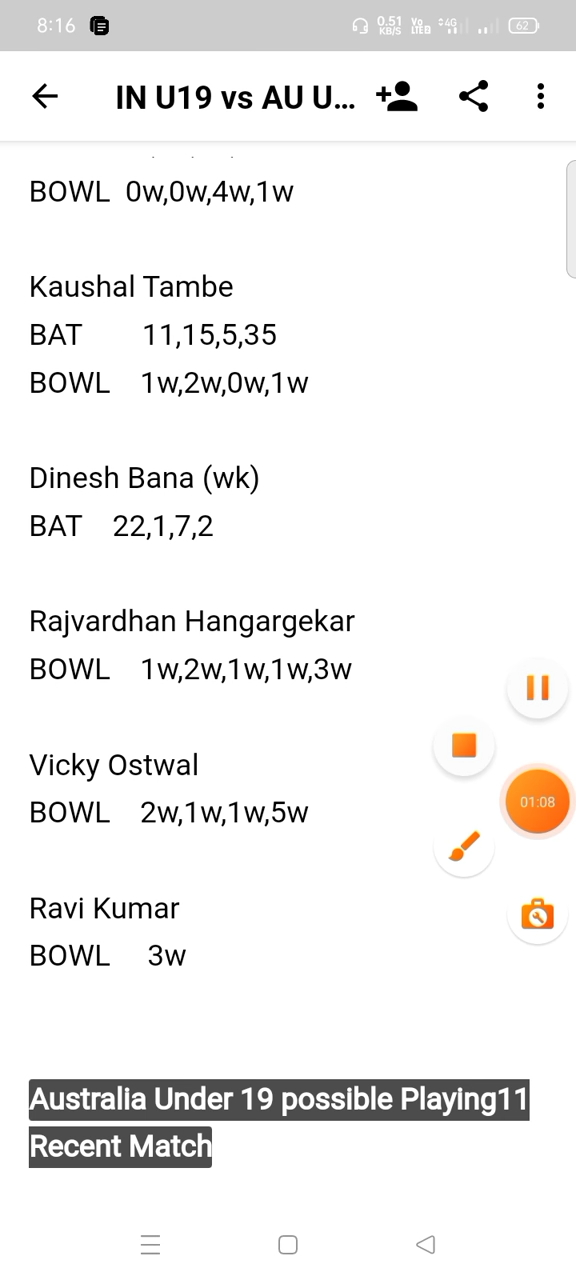 8:16
0.51 KB/S
Vo LTE
4G
62
IN U19 vs AU U...
BOWL 0w,0w,4w,1w
Kaushal Tambe
BAT 11,15,5,35
BOWL 1w,2w,0w,1w
Dinesh Bana (wk)
BAT 22,1,7,2
Rajvardhan Hangargekar
BOWL 1w,2w,1w,1w,3w
Vicky Ostwal
BOWL 2w,1w,1w,5w
01:08
Ravi Kumar
BOWL 3w
Australia Under 19 possible Playing11
Recent Match